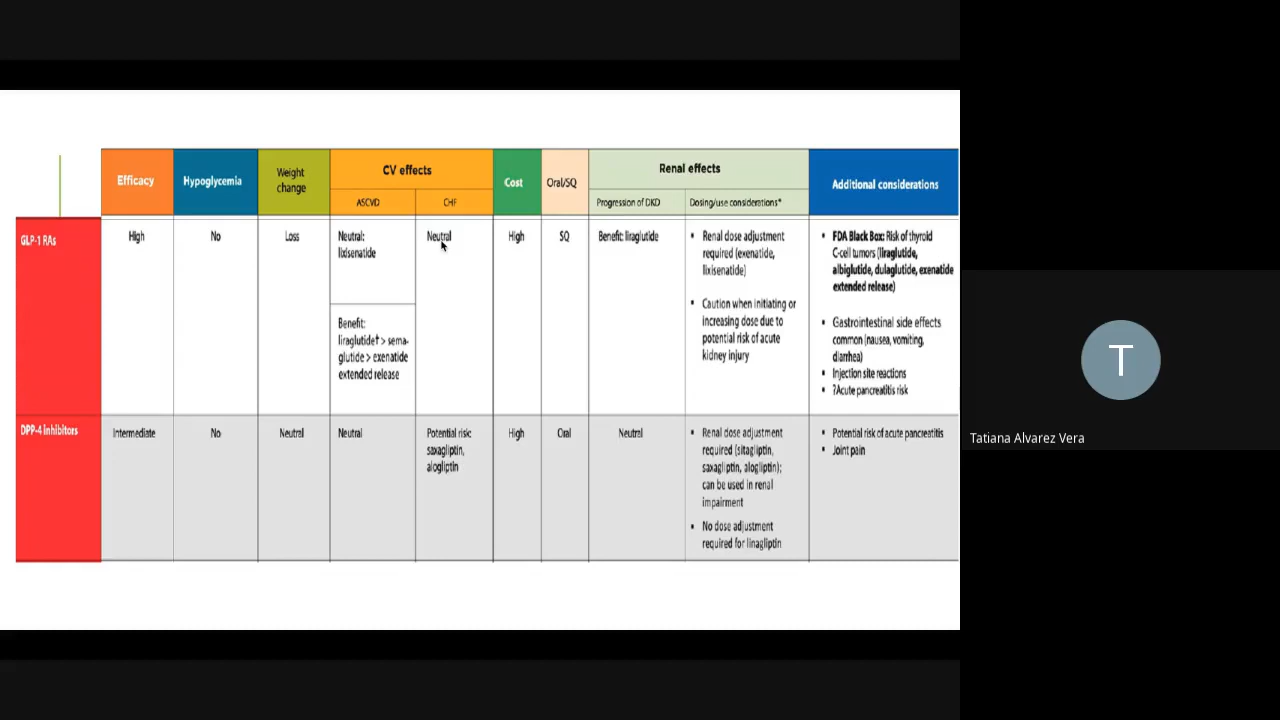 Efficacy
Hypoglycemia
Weight
change
CV effects
ASCVD
CHF
Cost
Oral/SQ
Renal effects
Progression of DKD
Dosing/use considerations*
Additional considerations
GLP-1 RAs
High
No
Loss
Neutral:
lixisenatide
Benefit:
liraglutide† > sema-
glutide > exenatide
extended release
Neutral
High
SQ
Benefit: liraglutide
▪ Renal dose adjustment
required (exenatide,
lixisenatide)
▪ Caution when initiating or
increasing dose due to
potential risk of acute
kidney injury
▪ FDA Black Box: Risk of thyroid
C-cell tumors (liraglutide,
albiglutide, dulaglutide, exenatide
extended release)
▪ Gastrointestinal side effects
common (nausea, vomiting,
diarrhea)
▪ Injection site reactions
▪ ?Acute pancreatitis risk
DPP-4 inhibitors
Intermediate
No
Neutral
Neutral
Potential risk:
saxagliptin,
alogliptin
High
Oral
Neutral
▪ Renal dose adjustment
required (sitagliptin,
saxagliptin, alogliptin);
can be used in renal
impairment
▪ No dose adjustment
required for linagliptin
▪ Potential risk of acute pancreatitis
▪ Joint pain
T
Tatiana Alvarez Vera